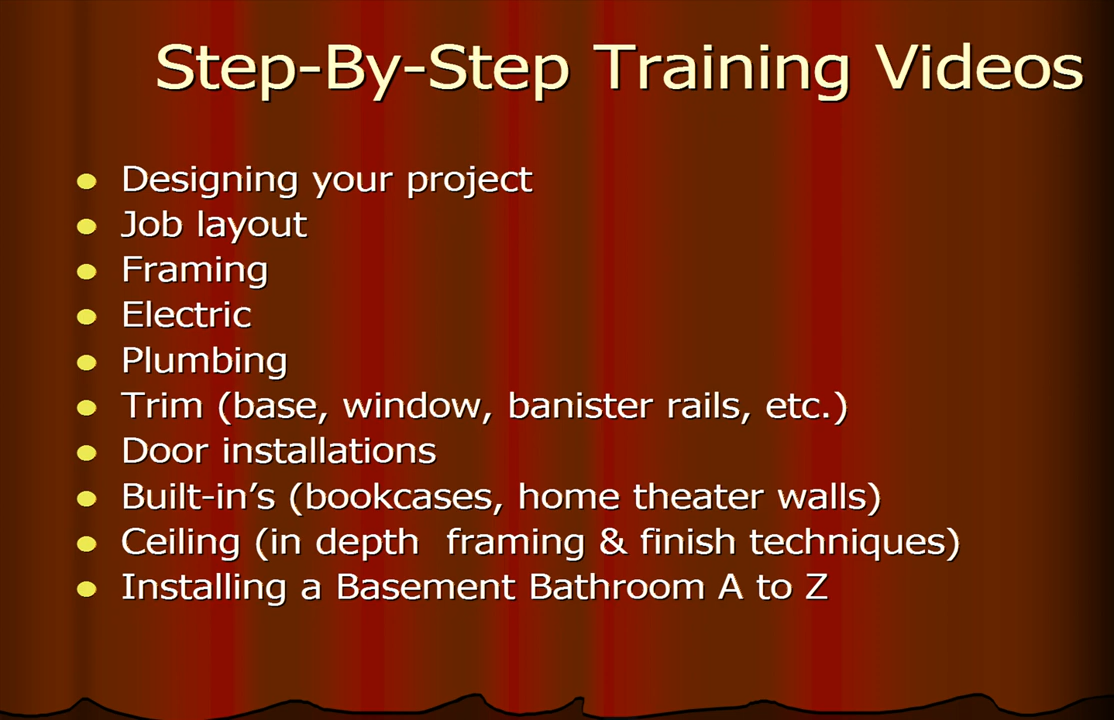 Step-By-Step Training Videos
Designing your project
Job layout
Framing
Electric
Plumbing
Trim (base, window, banister rails, etc.)
Door installations
Built-in’s (bookcases, home theater walls)
Ceiling (in depth  framing & finish techniques)
Installing a Basement Bathroom A to Z